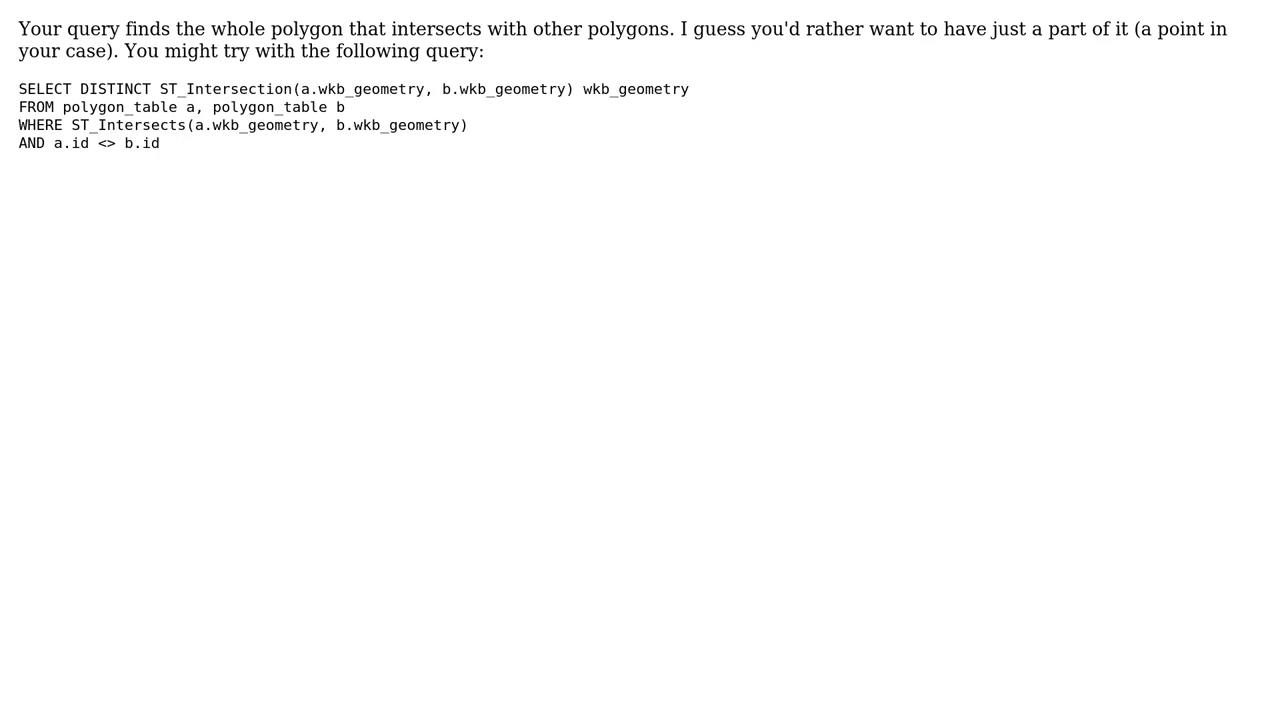 Your query finds the whole polygon that intersects with other polygons. I guess you'd rather want to have just a part of it (a point in
your case). You might try with the following query:
SELECT DISTINCT ST_Intersection(a.wkb_geometry, b.wkb_geometry) wkb_geometry
FROM polygon_table a, polygon_table b
WHERE ST_Intersects(a.wkb_geometry, b.wkb_geometry)
AND a.id <> b.id